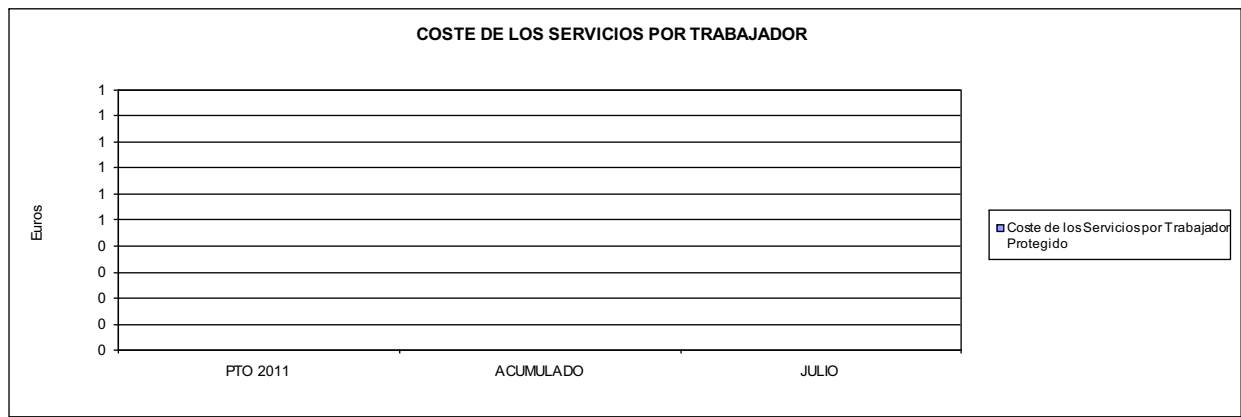 COSTE DE LOS SERVICIOS POR TRABAJADOR
1
1
1
1
1
1
0
0
0
0
0
Euros
PTO 2011
ACUMULADO
JULIO
Coste de los Servicios por Trabajador
Protegido